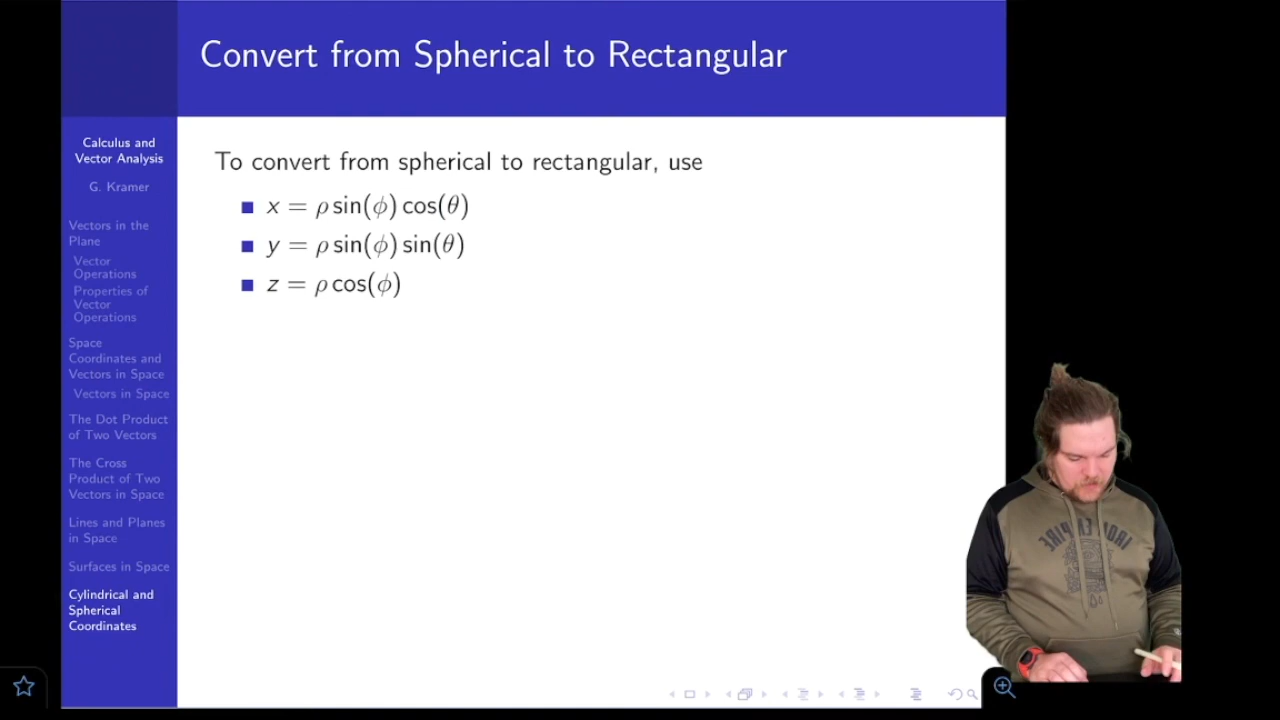 Convert from Spherical to Rectangular
Calculus and
Vector Analysis
G. Kramer
Vectors in the
Plane
Vector
Operations
Properties of
Vector
Operations
Space
Coordinates and
Vectors in Space
Vectors in Space
The Dot Product
of Two Vectors
The Cross
Product of Two
Vectors in Space
Lines and Planes
in Space
Surfaces in Space
Cylindrical and
Spherical
Coordinates
To convert from spherical to rectangular, use
x = ρ sin(ϕ) cos(θ)
y = ρ sin(ϕ) sin(θ)
z = ρ cos(ϕ)
IRON EMPIRE